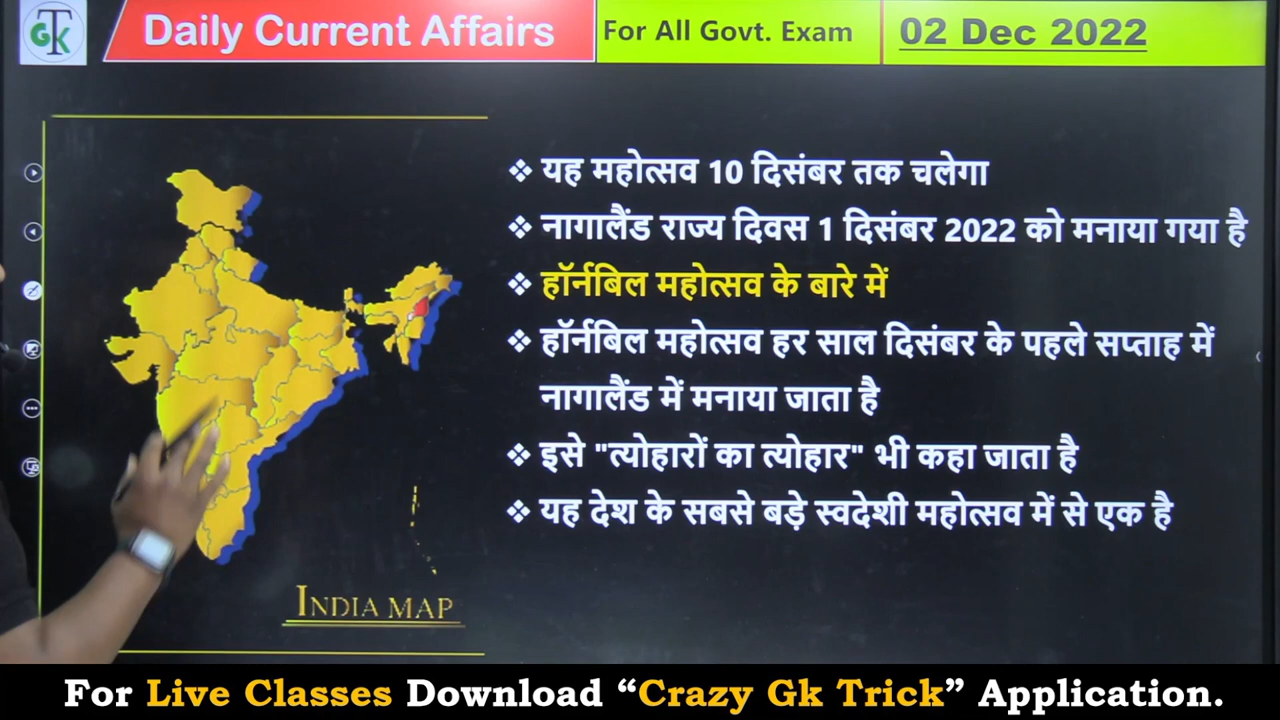 TGK
Daily Current Affairs
For All Govt. Exam
02 Dec 2022
❖ यह महोत्सव 10 दिसंबर तक चलेगा
❖ नागालैंड राज्य दिवस 1 दिसंबर 2022 को मनाया गया है
❖ हॉर्नबिल महोत्सव के बारे में
❖ हॉर्नबिल महोत्सव हर साल दिसंबर के पहले सप्ताह में
नागालैंड में मनाया जाता है
❖ इसे "त्योहारों का त्योहार" भी कहा जाता है
❖ यह देश के सबसे बड़े स्वदेशी महोत्सव में से एक है
INDIA MAP
For Live Classes Download “Crazy Gk Trick” Application.